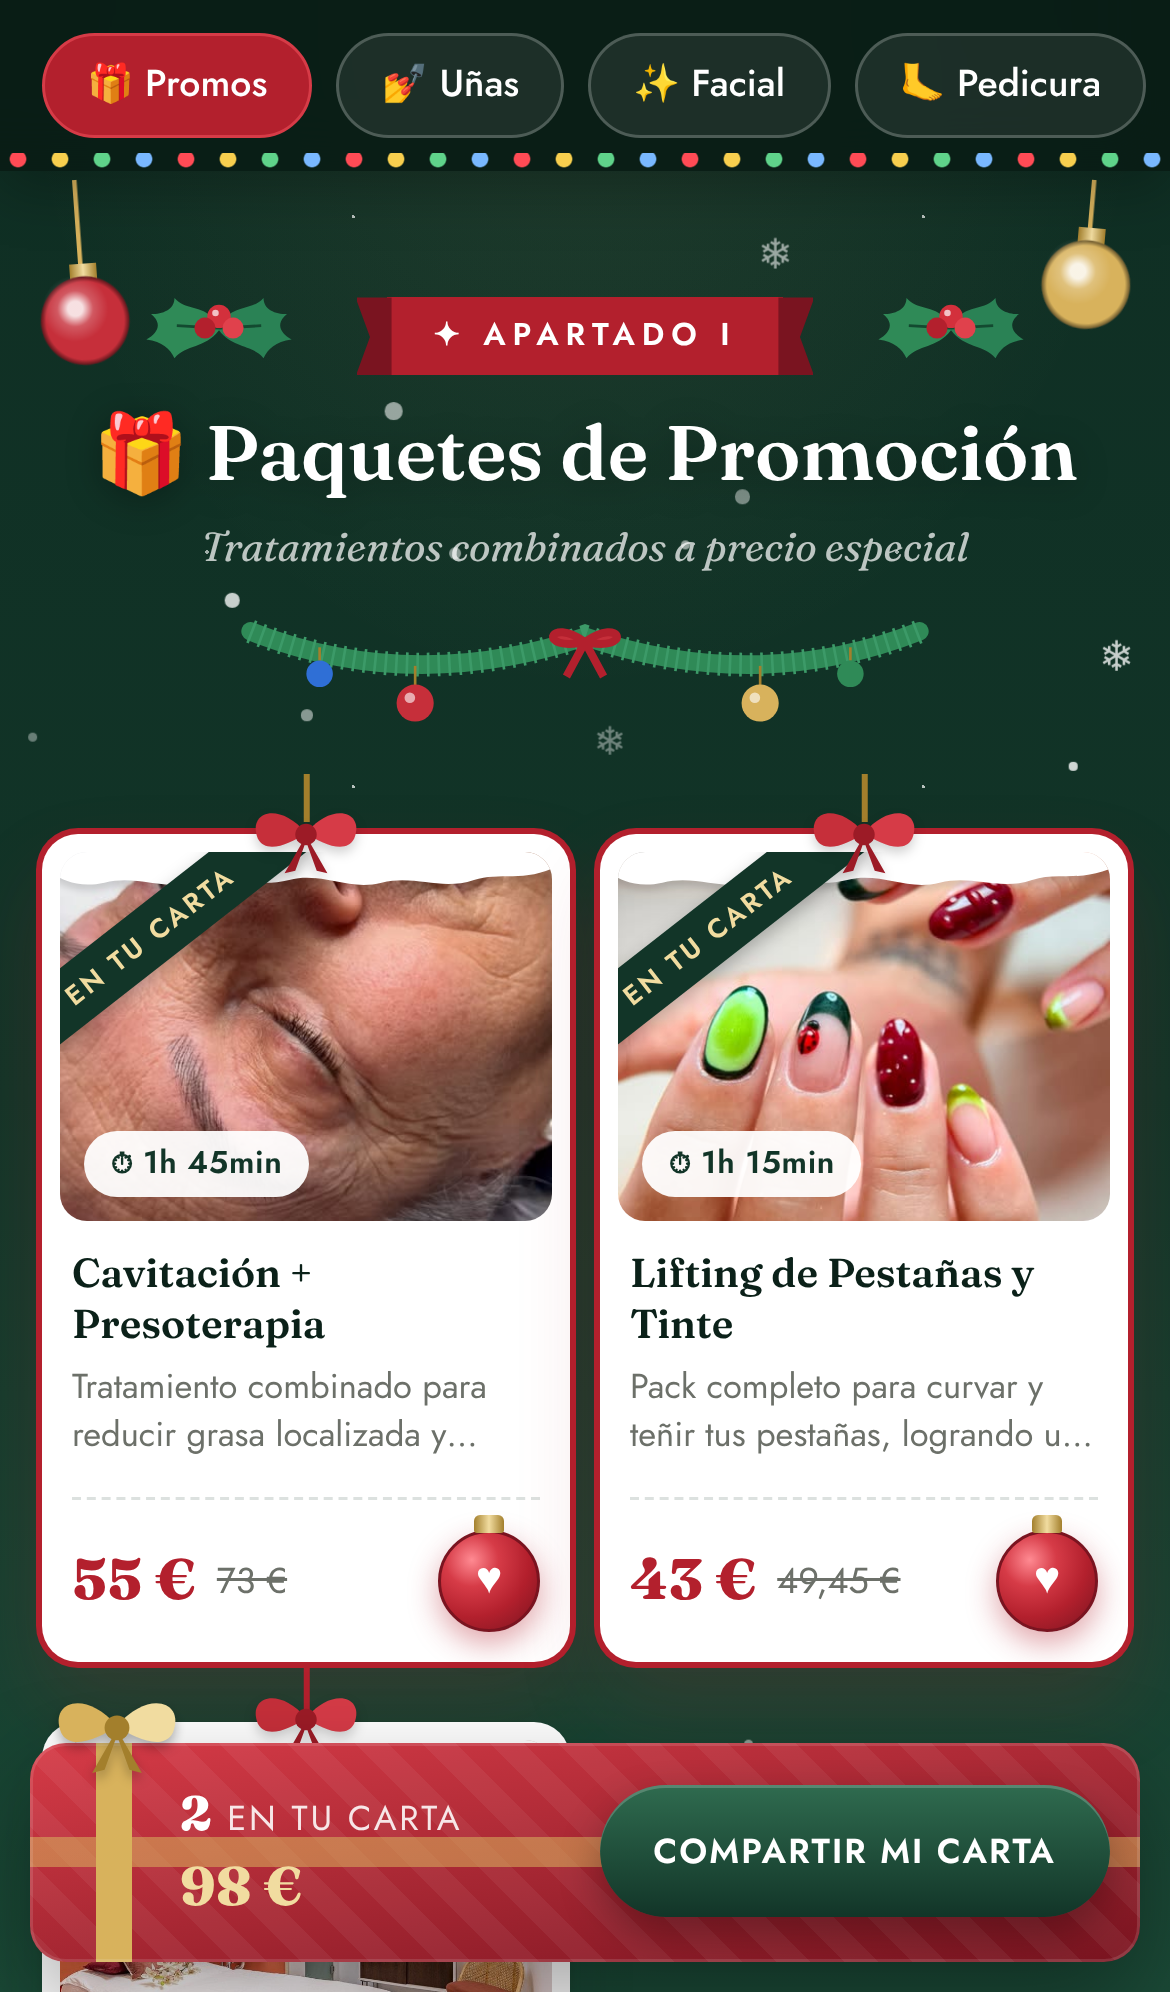 🎁 Promos
💅 Uñas
✨ Facial
🦶 Pedicura
✦ APARTADO I
🎁 Paquetes de Promoción
Tratamientos combinados a precio especial
EN TU CARTA
⏱ 1h 45min
Cavitación +
Presoterapia
Tratamiento combinado para
reducir grasa localizada y...
55 € 73 €
♥
EN TU CARTA
⏱ 1h 15min
Lifting de Pestañas y
Tinte
Pack completo para curvar y
teñir tus pestañas, logrando u...
43 € 49,45 €
♥
2 EN TU CARTA
98 €
COMPARTIR MI CARTA